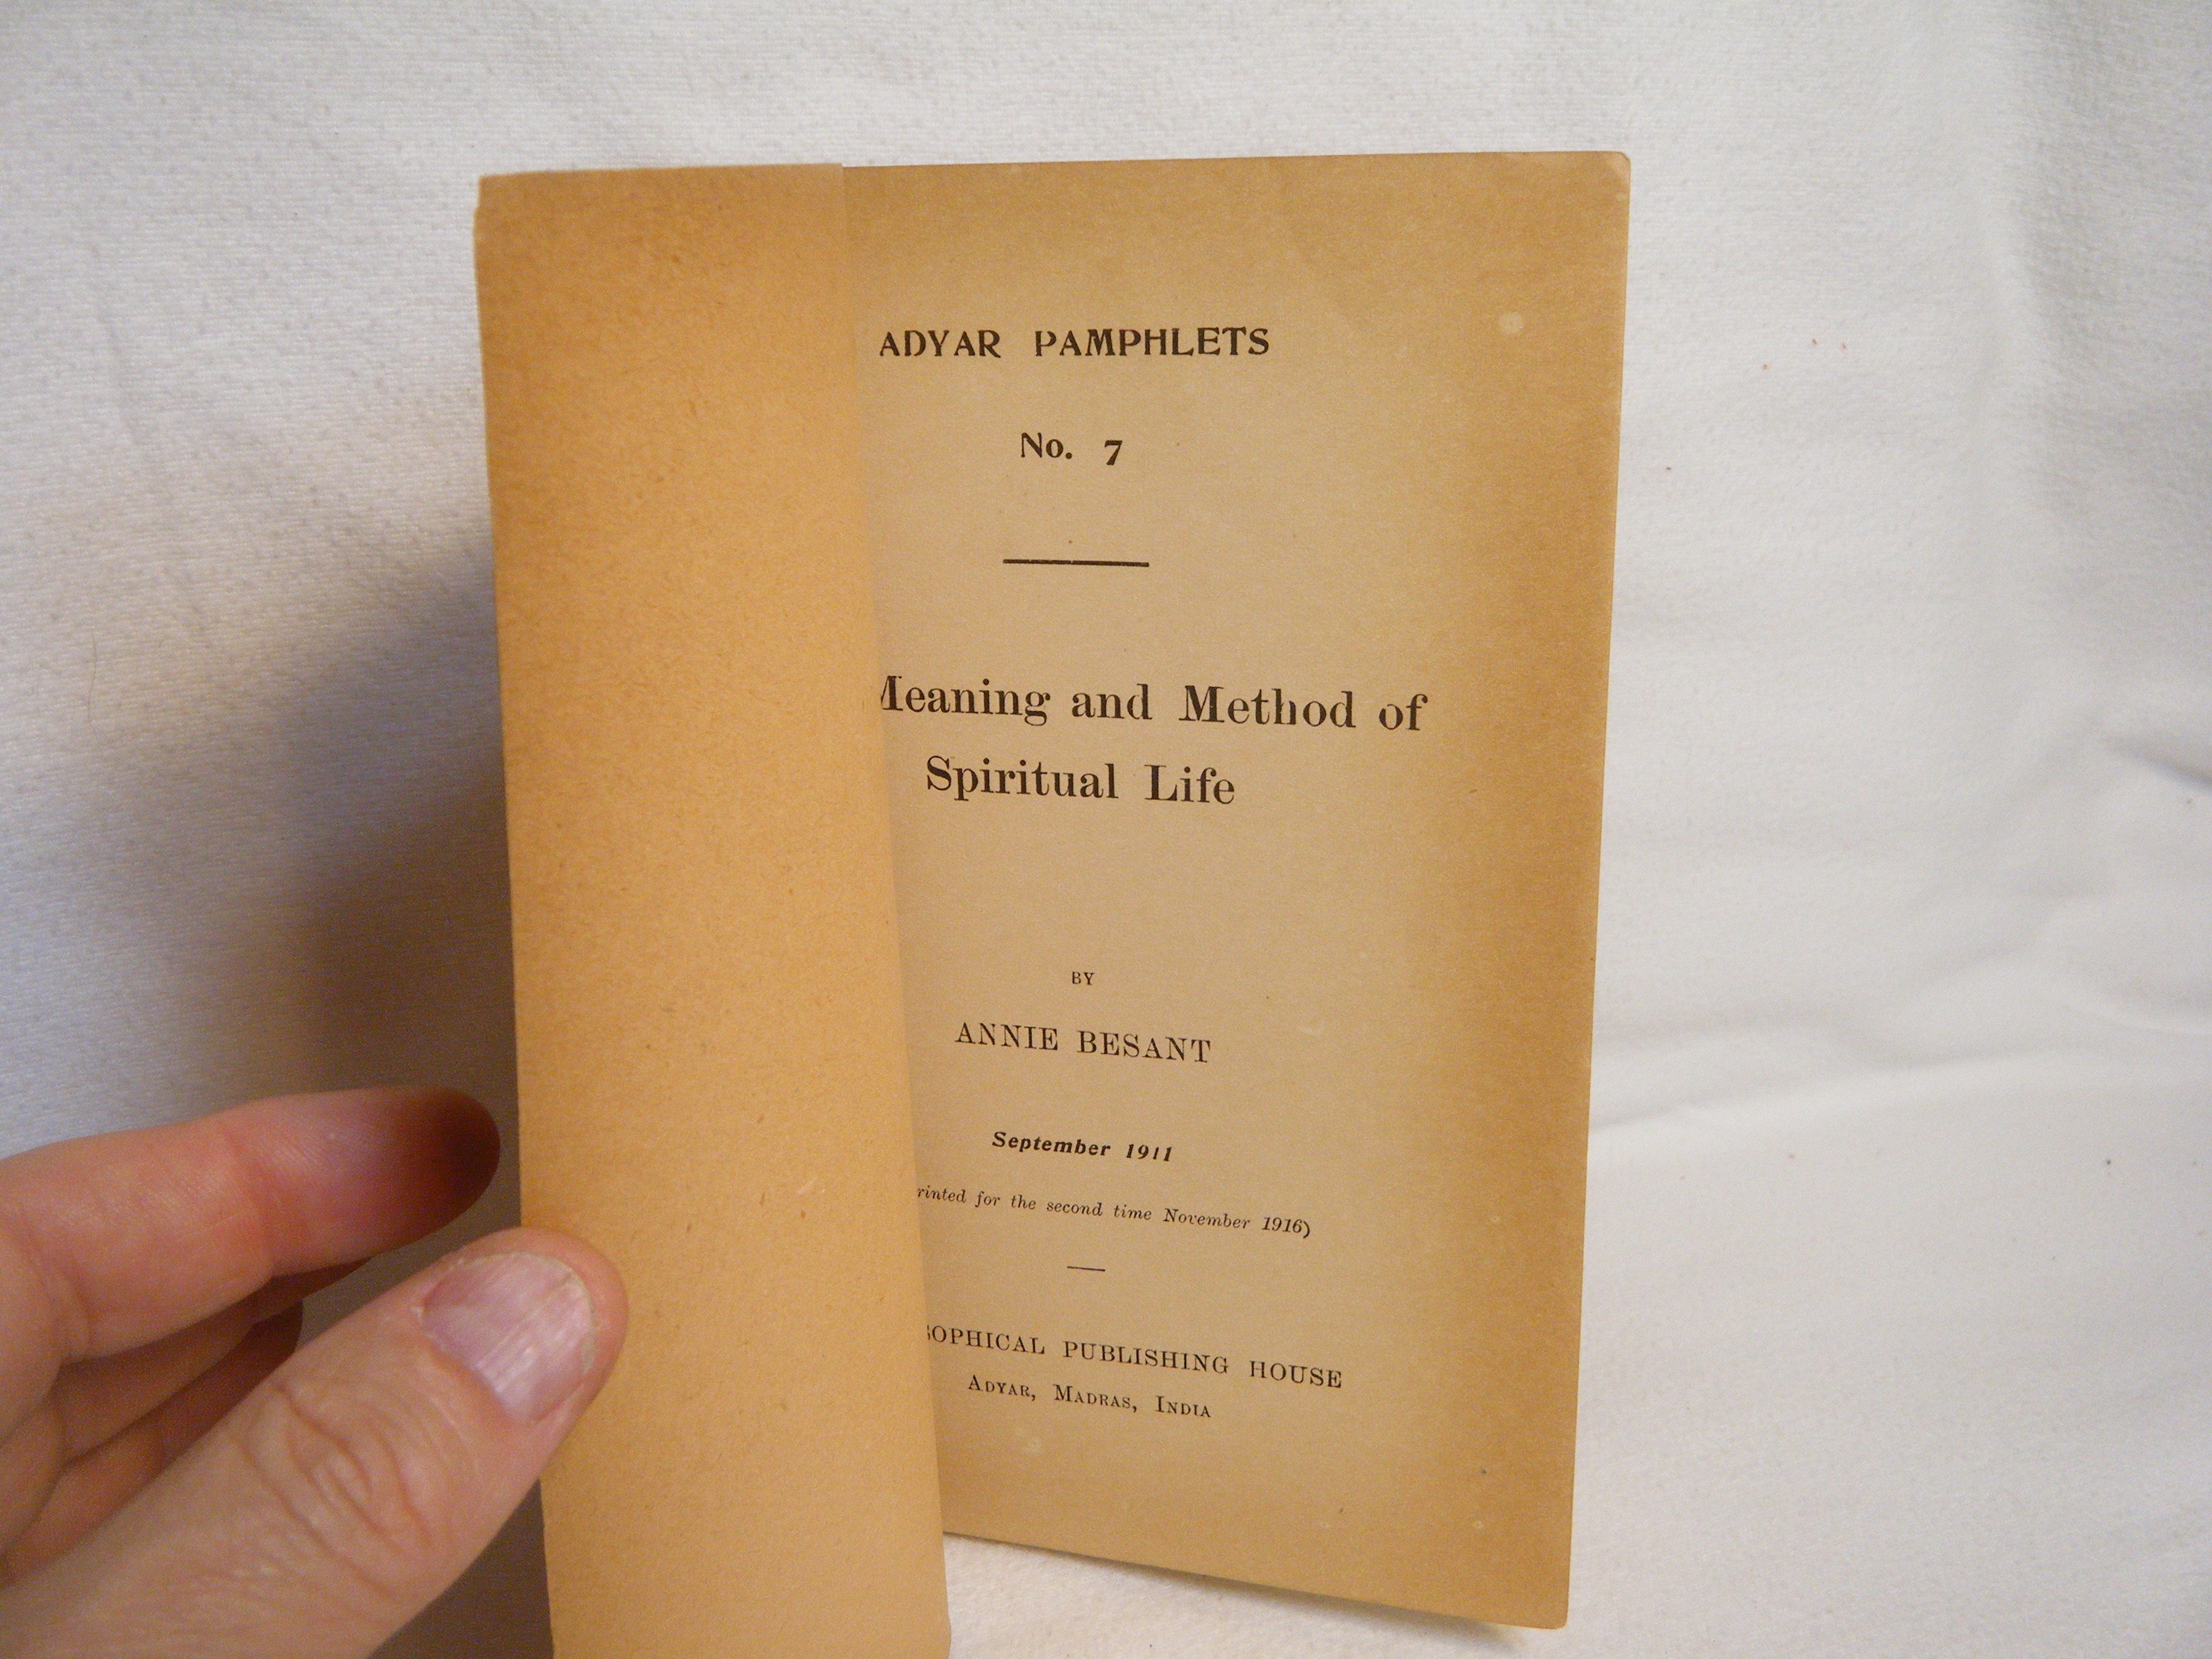 ADYAR PAMPHLETS
No. 7
Meaning and Method of
Spiritual Life
BY
ANNIE BESANT
September 1911
rinted for the second time November 1916)
SOPHICAL PUBLISHING HOUSE
ADYAR, MADRAS, INDIA